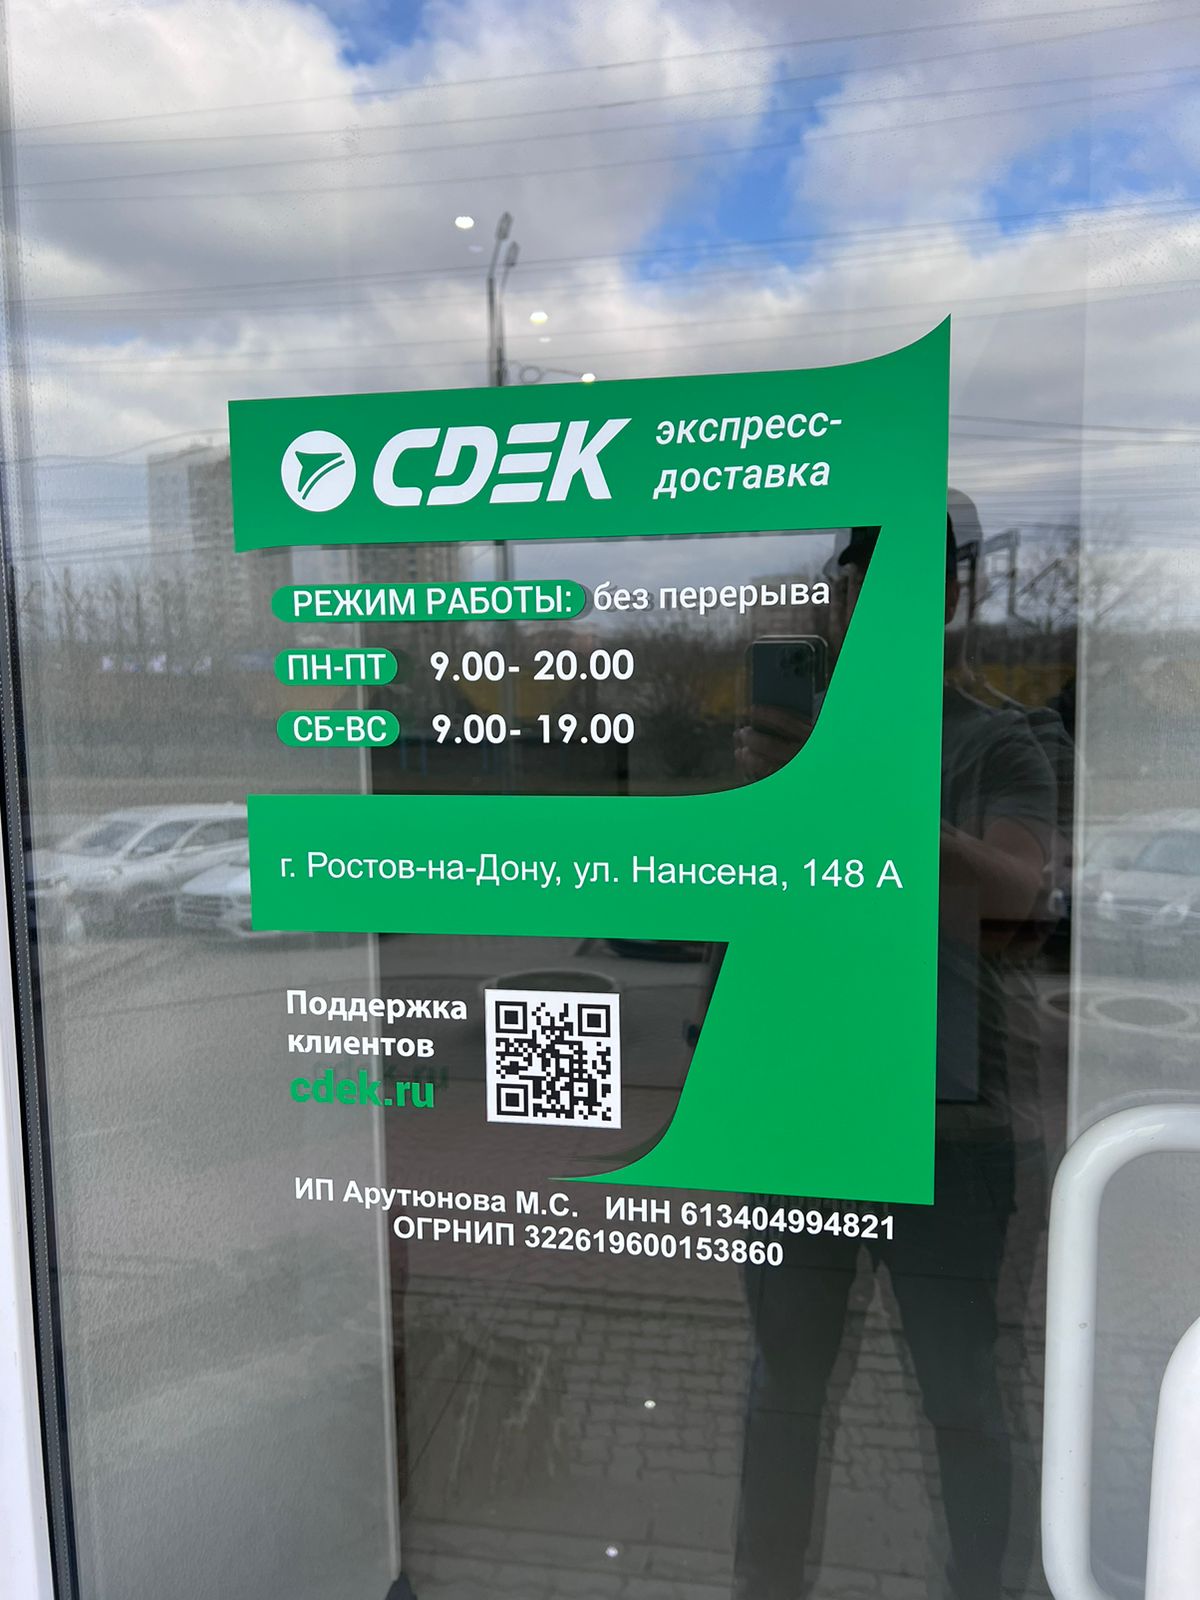 CDEK экспресс-
доставка
РЕЖИМ РАБОТЫ: без перерыва
ПН-ПТ 9.00- 20.00
СБ-ВС 9.00- 19.00
г. Ростов-на-Дону, ул. Нансена, 148 А
Поддержка
клиентов
cdek.ru
ИП Арутюнова М.С. ИНН 613404994821
ОГРНИП 322619600153860